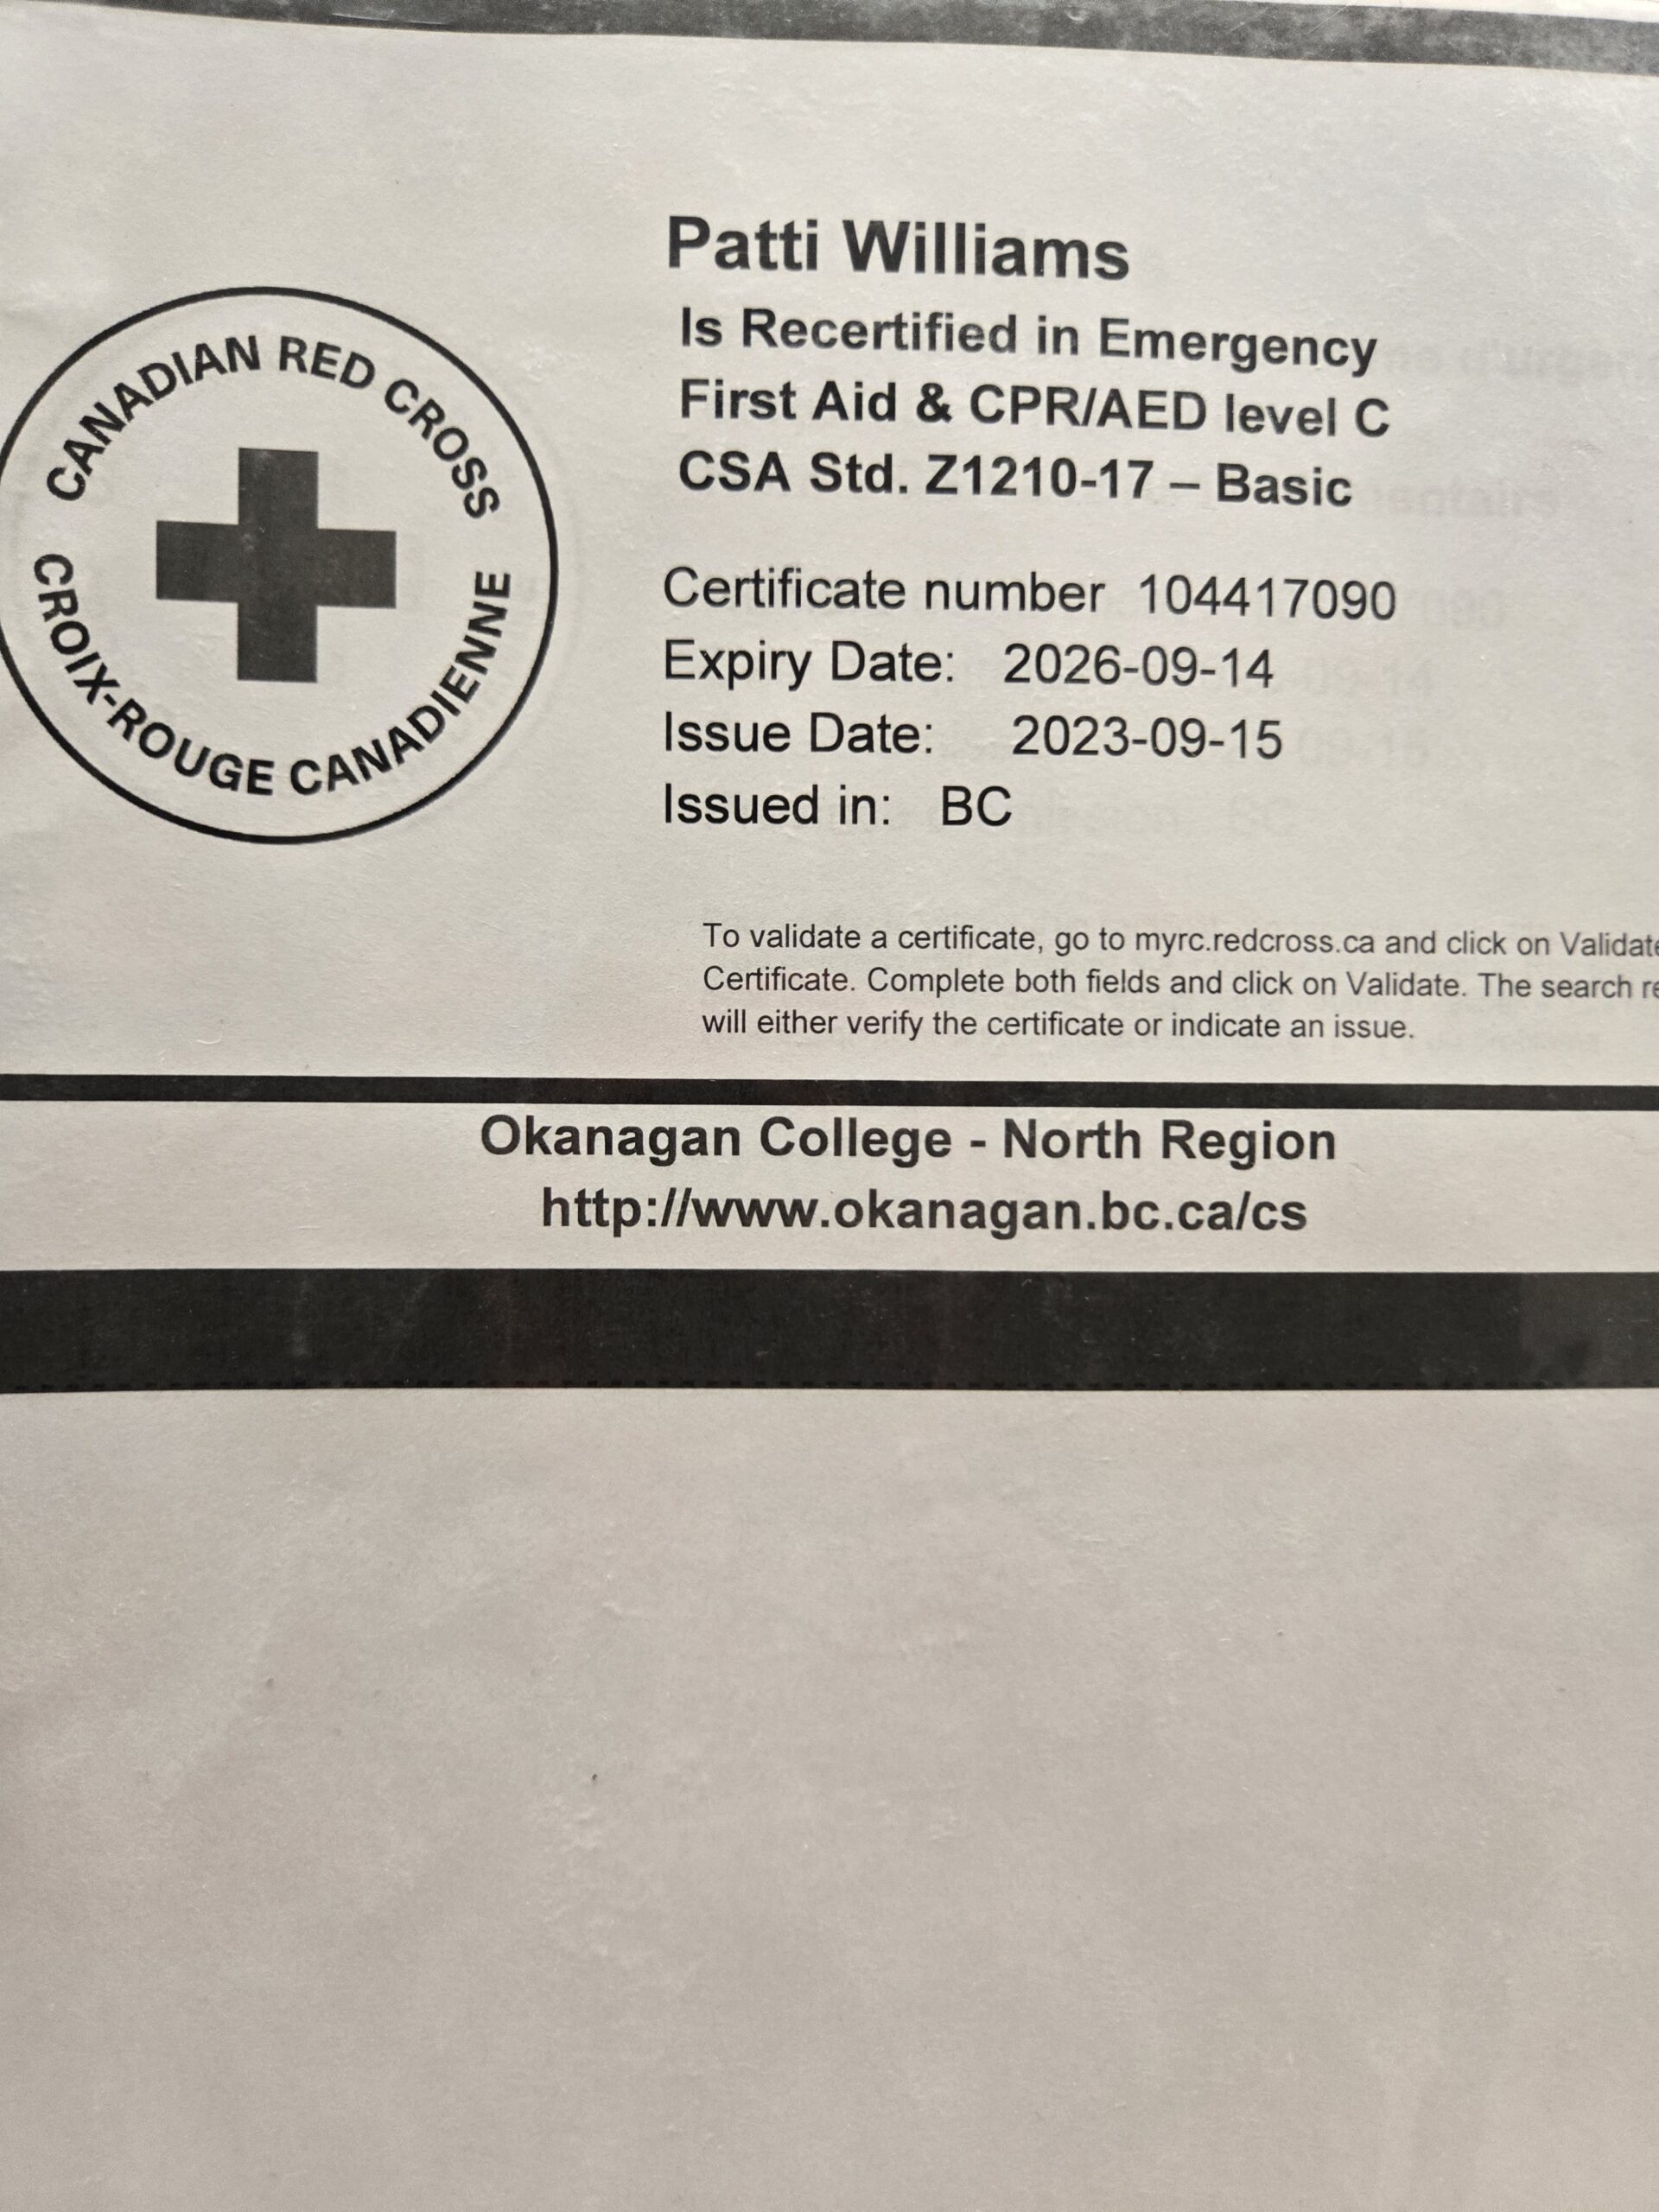 CANADIAN RED CROSS
CROIX-ROUGE CANADIENNE
Patti Williams
Is Recertified in Emergency
First Aid & CPR/AED level C
CSA Std. Z1210-17 – Basic
Certificate number 104417090
Expiry Date: 2026-09-14
Issue Date: 2023-09-15
Issued in: BC
To validate a certificate, go to myrc.redcross.ca and click on Validate
Certificate. Complete both fields and click on Validate. The search re
will either verify the certificate or indicate an issue.
Okanagan College - North Region
http://www.okanagan.bc.ca/cs